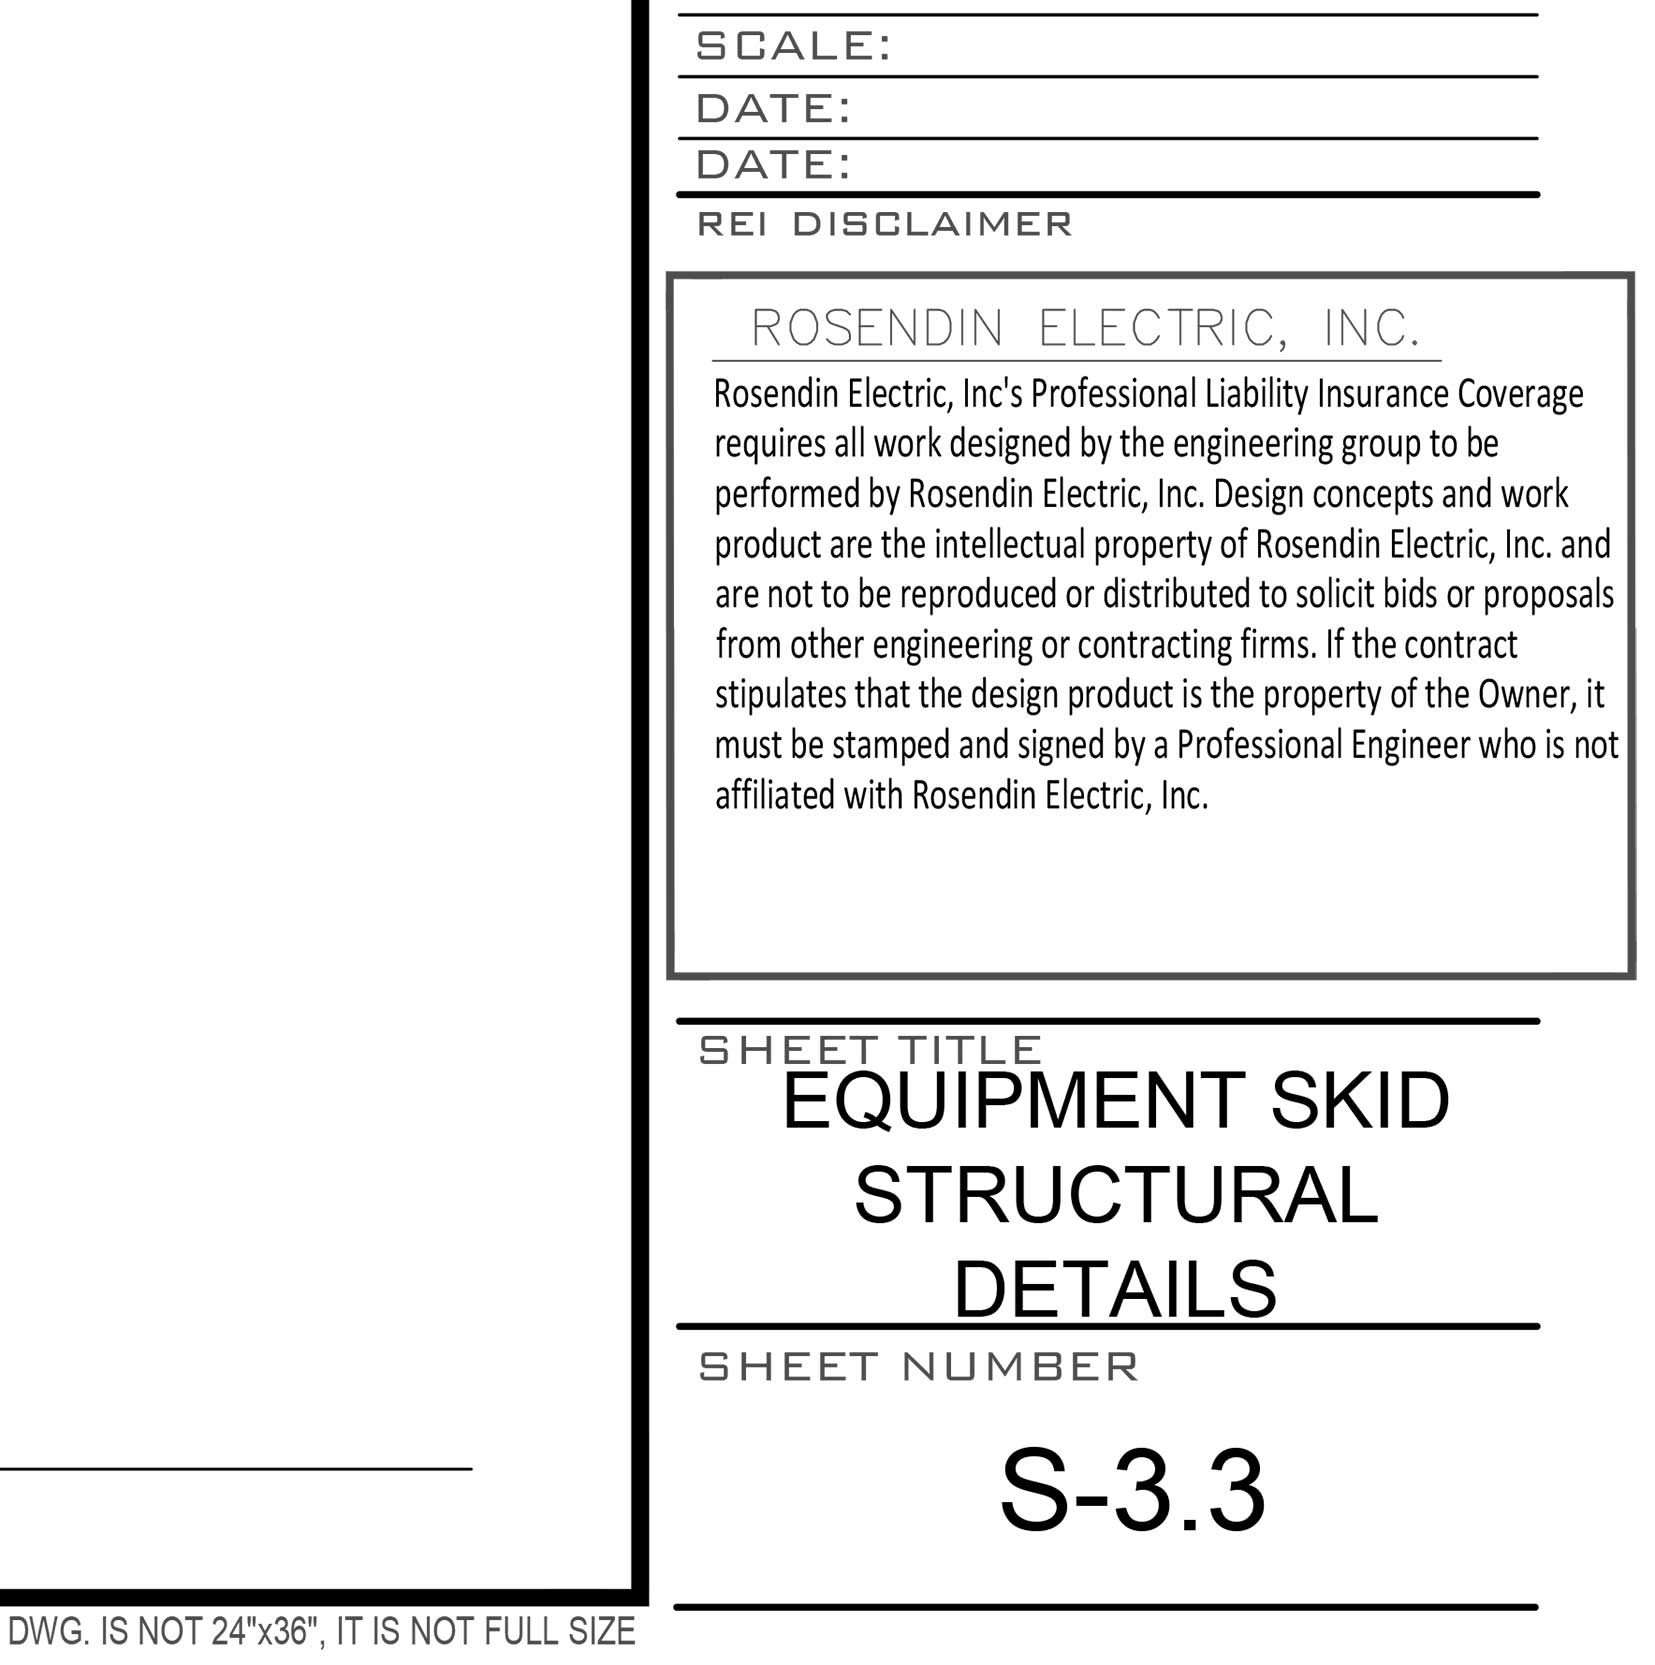 SCALE:
DATE:
DATE:
REI DISCLAIMER
ROSENDIN ELECTRIC, INC.
Rosendin Electric, Inc's Professional Liability Insurance Coverage
requires all work designed by the engineering group to be
performed by Rosendin Electric, Inc. Design concepts and work
product are the intellectual property of Rosendin Electric, Inc. and
are not to be reproduced or distributed to solicit bids or proposals
from other engineering or contracting firms. If the contract
stipulates that the design product is the property of the Owner, it
must be stamped and signed by a Professional Engineer who is not
affiliated with Rosendin Electric, Inc.
SHEET TITLE
EQUIPMENT SKID
STRUCTURAL
DETAILS
SHEET NUMBER
S-3.3
DWG. IS NOT 24"x36", IT IS NOT FULL SIZE